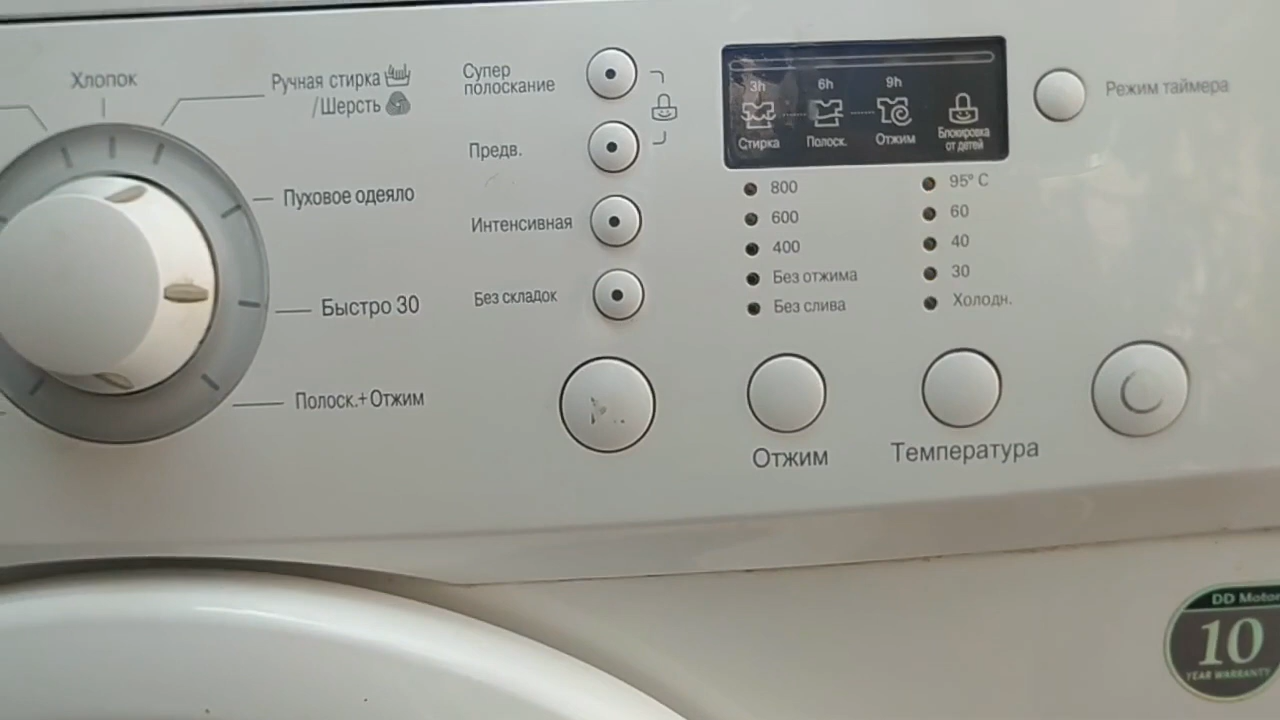 Хлопок
Ручная стирка
/Шерсть
Пуховое одеяло
Быстро 30
Полоск.+Отжим
Супер
полоскание
Предв.
Интенсивная
Без складок
3h
6h
9h
Стирка
Полоск.
Отжим
Блокировка
от детей
Режим таймера
800
600
400
Без отжима
Без слива
95° C
60
40
30
Холодн.
Отжим
Температура
DD Motor
10
YEAR WARRANTY